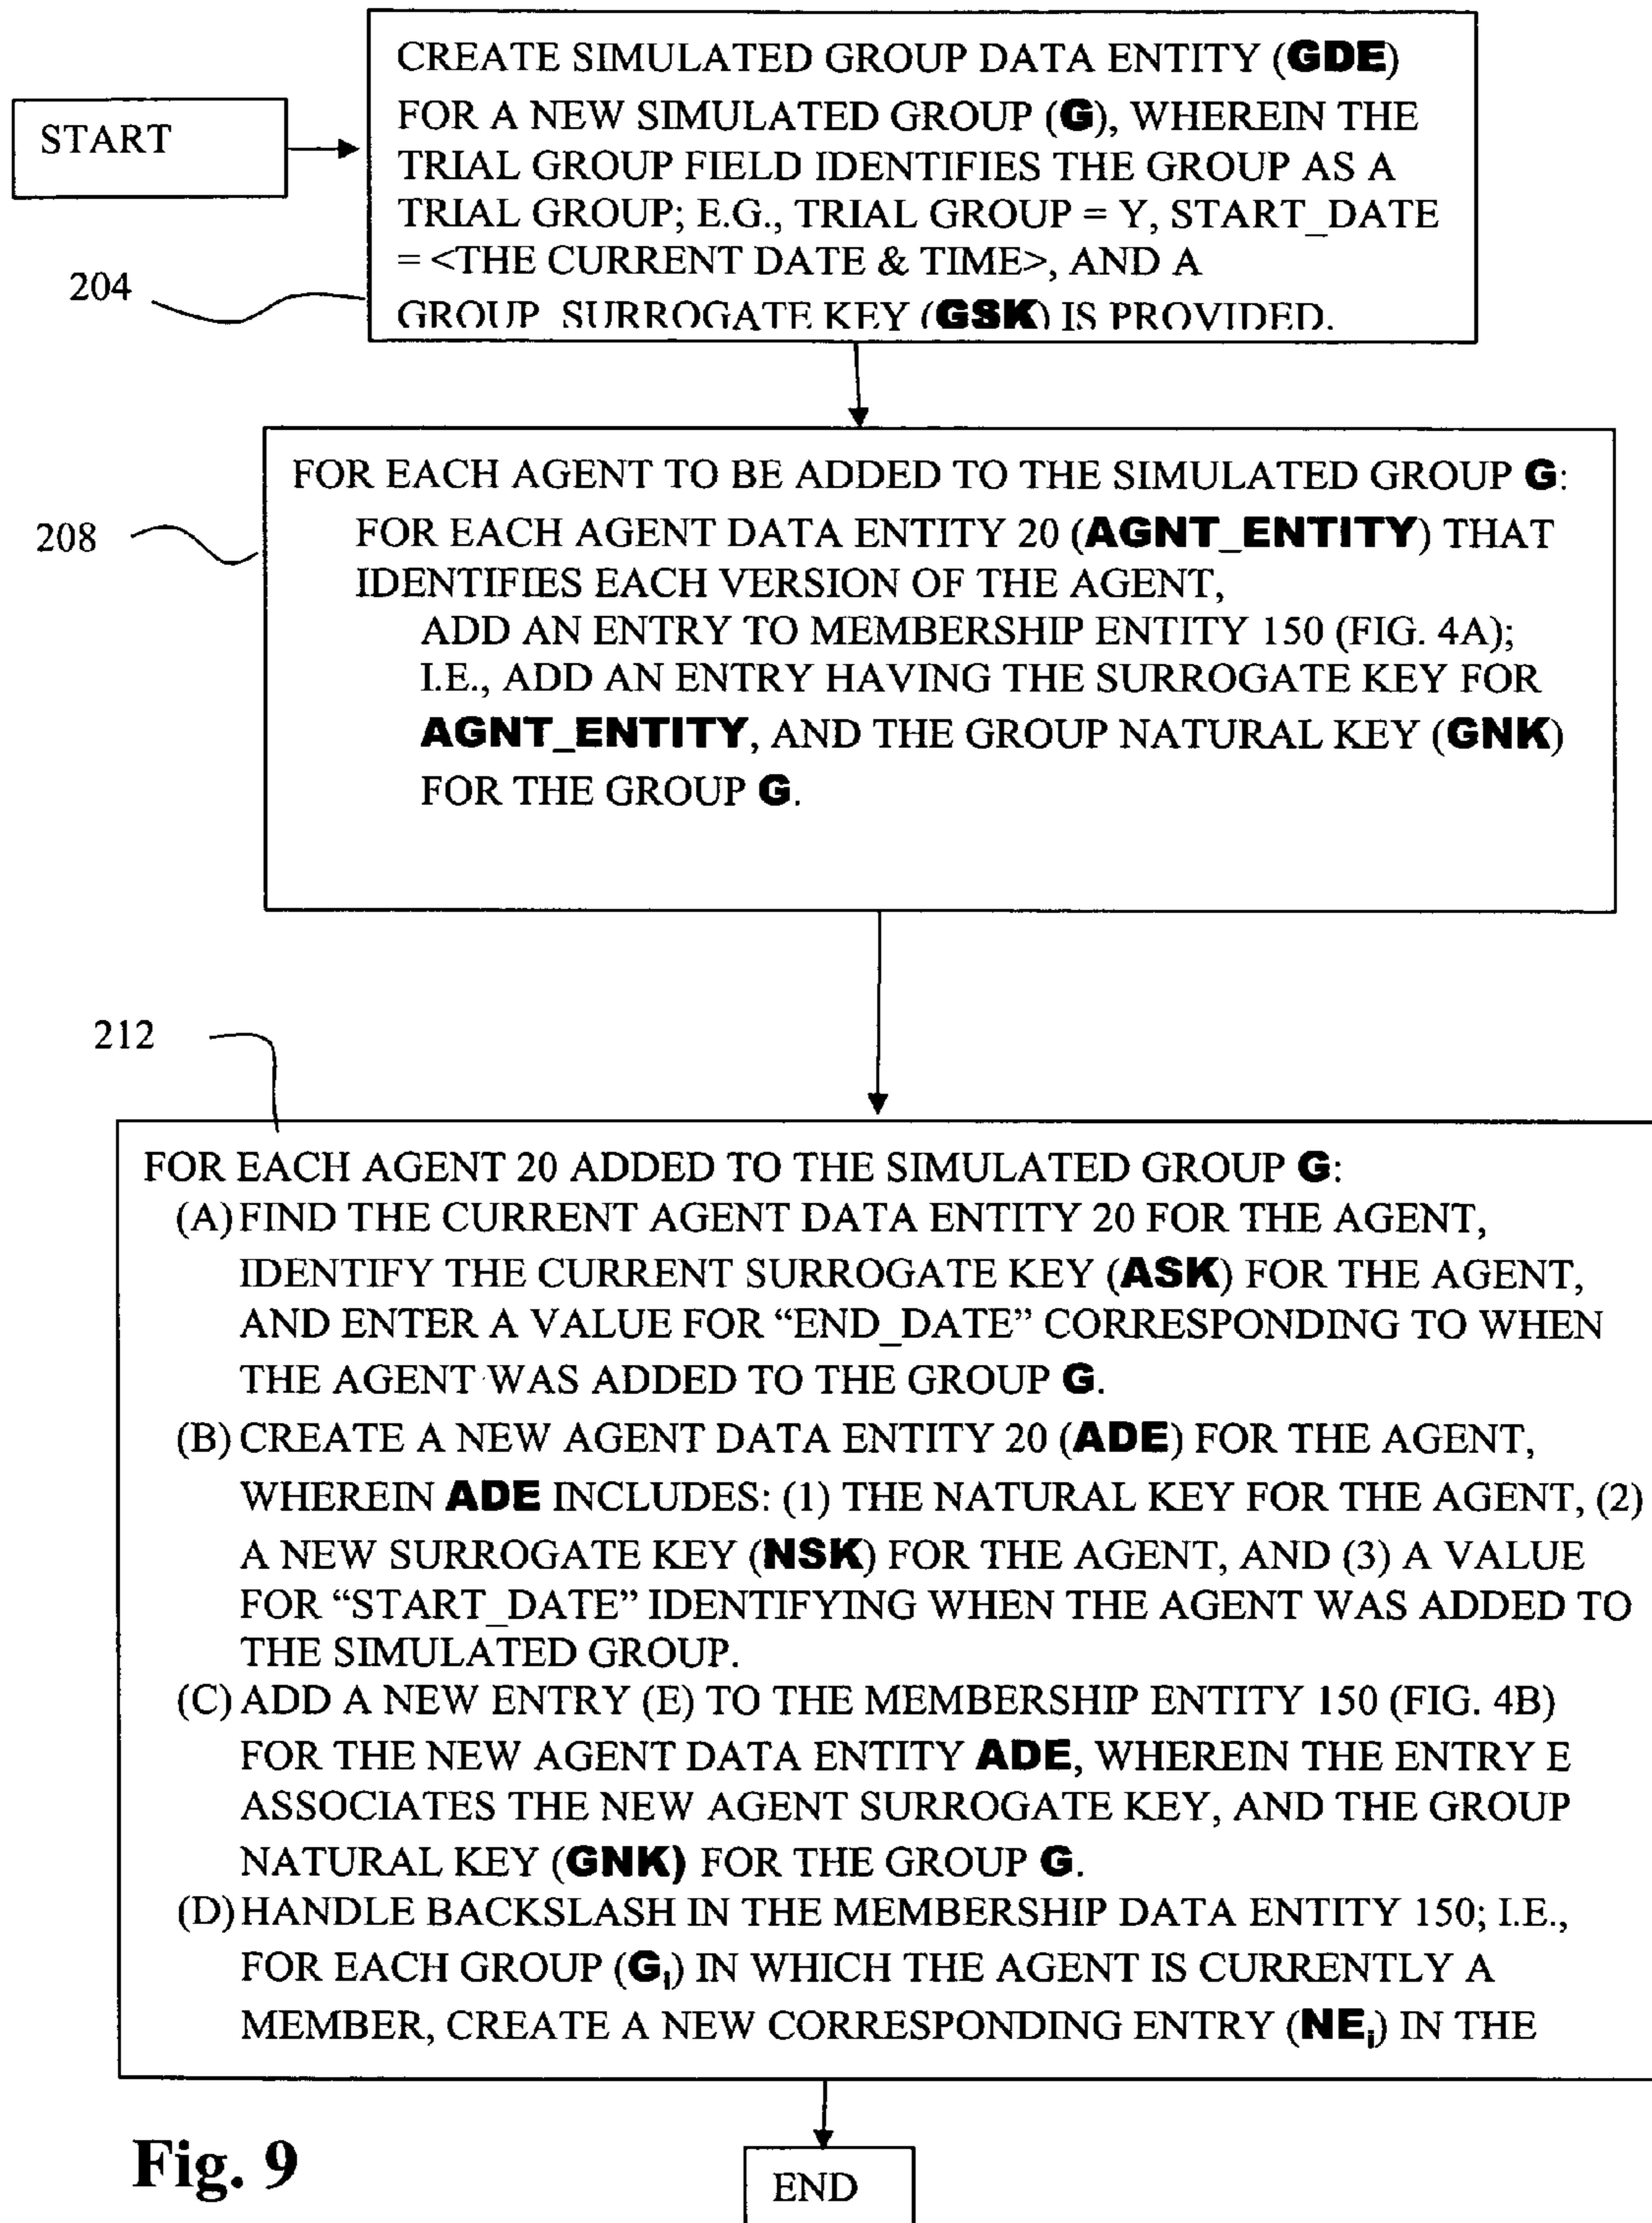 START
CREATE SIMULATED GROUP DATA ENTITY (GDE)
FOR A NEW SIMULATED GROUP (G), WHEREIN THE
TRIAL GROUP FIELD IDENTIFIES THE GROUP AS A
TRIAL GROUP; E.G., TRIAL GROUP = Y, START_DATE
= <THE CURRENT DATE & TIME>, AND A
GROUP SURROGATE KEY (GSK) IS PROVIDED.
204
FOR EACH AGENT TO BE ADDED TO THE SIMULATED GROUP G:
FOR EACH AGENT DATA ENTITY 20 (AGNT_ENTITY) THAT
IDENTIFIES EACH VERSION OF THE AGENT,
ADD AN ENTRY TO MEMBERSHIP ENTITY 150 (FIG. 4A);
I.E., ADD AN ENTRY HAVING THE SURROGATE KEY FOR
AGNT_ENTITY, AND THE GROUP NATURAL KEY (GNK)
FOR THE GROUP G.
208
212
FOR EACH AGENT 20 ADDED TO THE SIMULATED GROUP G:
(A) FIND THE CURRENT AGENT DATA ENTITY 20 FOR THE AGENT,
IDENTIFY THE CURRENT SURROGATE KEY (ASK) FOR THE AGENT,
AND ENTER A VALUE FOR “END_DATE” CORRESPONDING TO WHEN
THE AGENT WAS ADDED TO THE GROUP G.
(B) CREATE A NEW AGENT DATA ENTITY 20 (ADE) FOR THE AGENT,
WHEREIN ADE INCLUDES: (1) THE NATURAL KEY FOR THE AGENT, (2)
A NEW SURROGATE KEY (NSK) FOR THE AGENT, AND (3) A VALUE
FOR “START_DATE” IDENTIFYING WHEN THE AGENT WAS ADDED TO
THE SIMULATED GROUP.
(C) ADD A NEW ENTRY (E) TO THE MEMBERSHIP ENTITY 150 (FIG. 4B)
FOR THE NEW AGENT DATA ENTITY ADE, WHEREIN THE ENTRY E
ASSOCIATES THE NEW AGENT SURROGATE KEY, AND THE GROUP
NATURAL KEY (GNK) FOR THE GROUP G.
(D) HANDLE BACKSLASH IN THE MEMBERSHIP DATA ENTITY 150; I.E.,
FOR EACH GROUP (Gi) IN WHICH THE AGENT IS CURRENTLY A
MEMBER, CREATE A NEW CORRESPONDING ENTRY (NEi) IN THE
Fig. 9
END